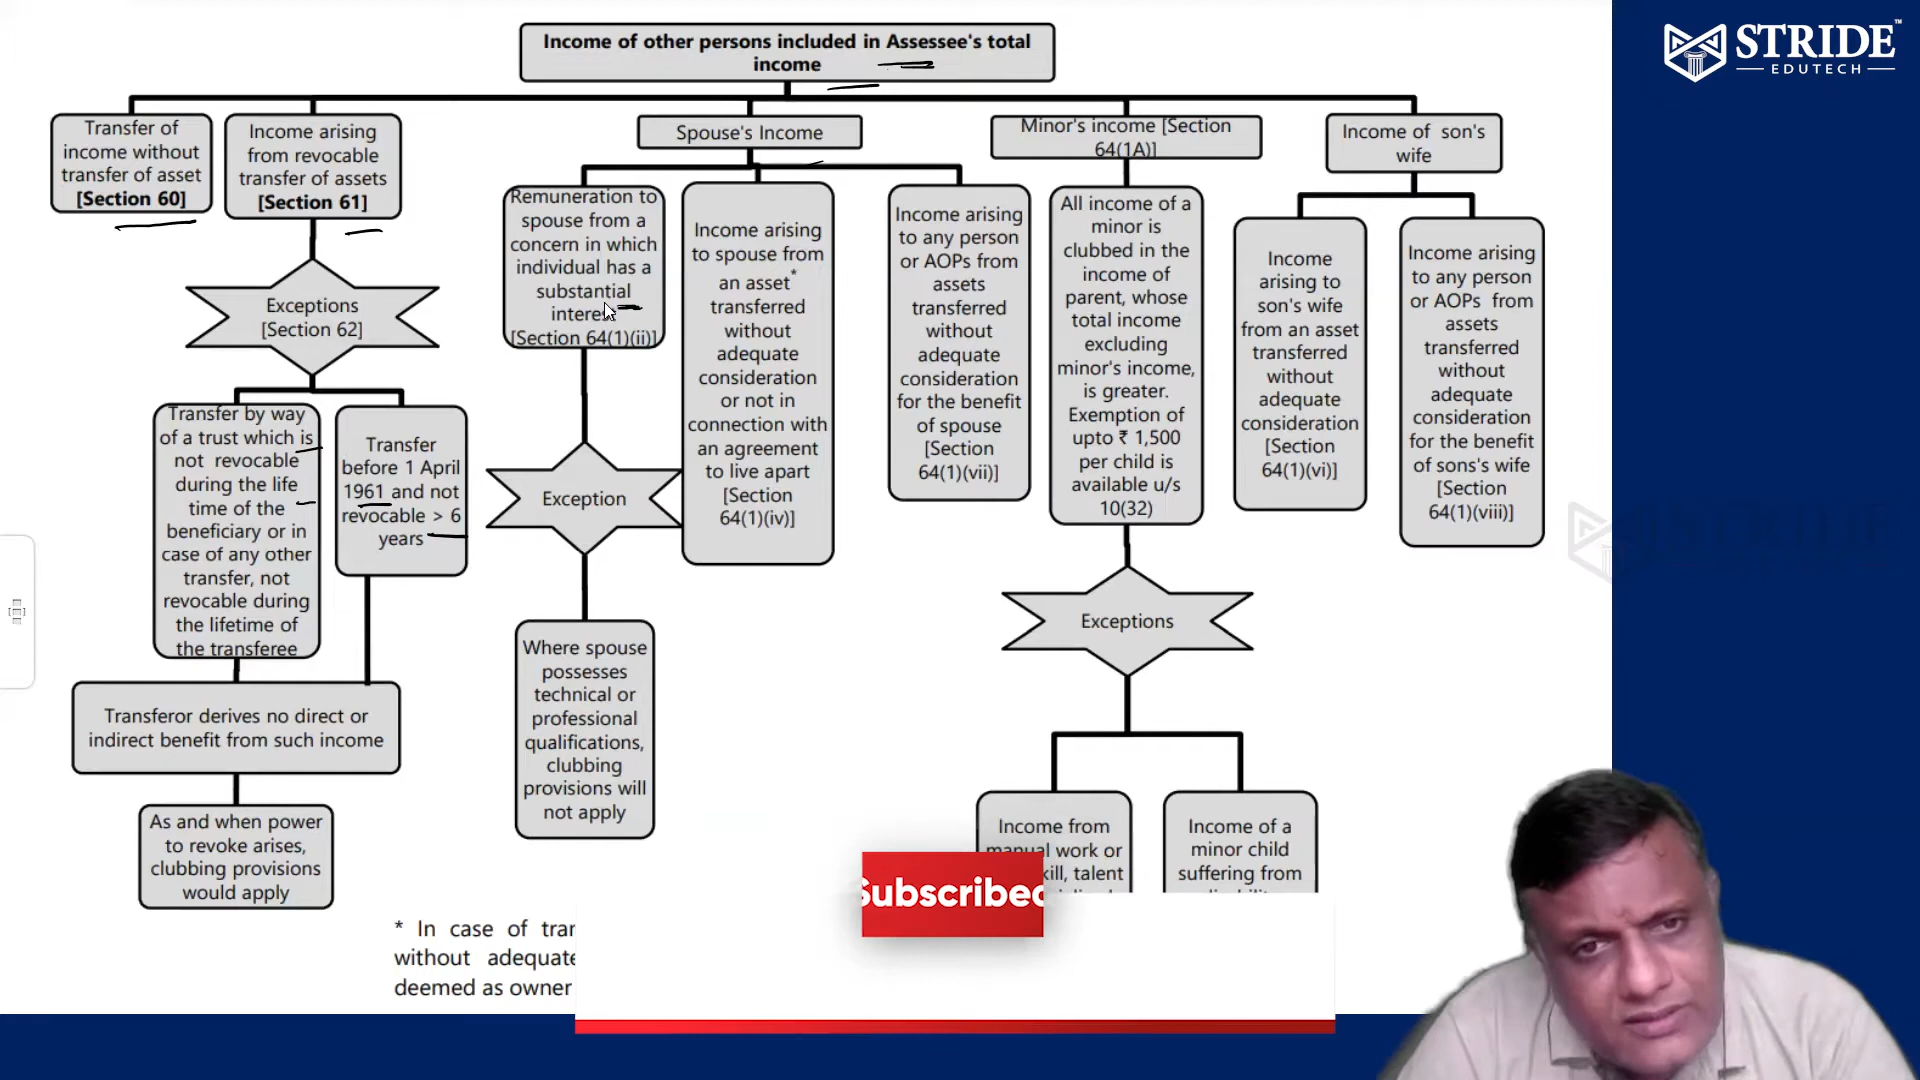 Income of other persons included in Assessee's total
income
STRIDE™
EDUTECH
Transfer of
income without
transfer of asset
[Section 60]
Income arising
from revocable
transfer of assets
[Section 61]
Exceptions
[Section 62]
Transfer by way
of a trust which is
not revocable
during the life
time of the
beneficiary or in
case of any other
transfer, not
revocable during
the lifetime of
the transferee
Transfer
before 1 April
1961 and not
revocable > 6
years
Transferor derives no direct or
indirect benefit from such income
As and when power
to revoke arises,
clubbing provisions
would apply
Spouse's Income
Remuneration to
spouse from a
concern in which
individual has a
substantial
[Section 64(1)(ii)]
Exception
Where spouse
possesses
technical or
professional
qualifications,
clubbing
provisions will
not apply
Income arising
to spouse from
an asset*
transferred
without
adequate
consideration
or not in
connection with
an agreement
to live apart
[Section
64(1)(iv)]
Income arising
to any person
or AOPs from
assets
transferred
without
adequate
consideration
for the benefit
of spouse
[Section
64(1)(vii)]
Minor's income [Section
64(1A)]
All income of a
minor is
clubbed in the
income of
parent, whose
total income
excluding
minor's income,
is greater.
Exemption of
upto ₹ 1,500
per child is
available u/s
10(32)
Exceptions
Income from
manual work or
talent
Income of a
minor child
suffering from
Income of son's
wife
Income
arising to
son's wife
from an asset
transferred
without
adequate
consideration
[Section
64(1)(vi)]
Income arising
to any person
or AOPs from
assets
transferred
without
adequate
consideration
for the benefit
of sons's wife
[Section
64(1)(viii)]
STRIDE
Subscribed
* In case of
without adequate
deemed as owner